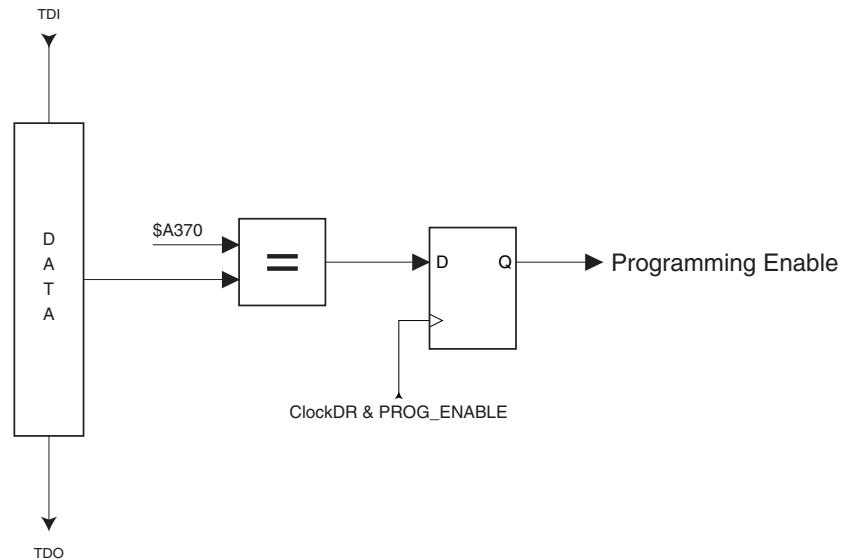 TDI
D
A
T
A
$A370
=
D
Q
Programming Enable
ClockDR & PROG_ENABLE
TDO